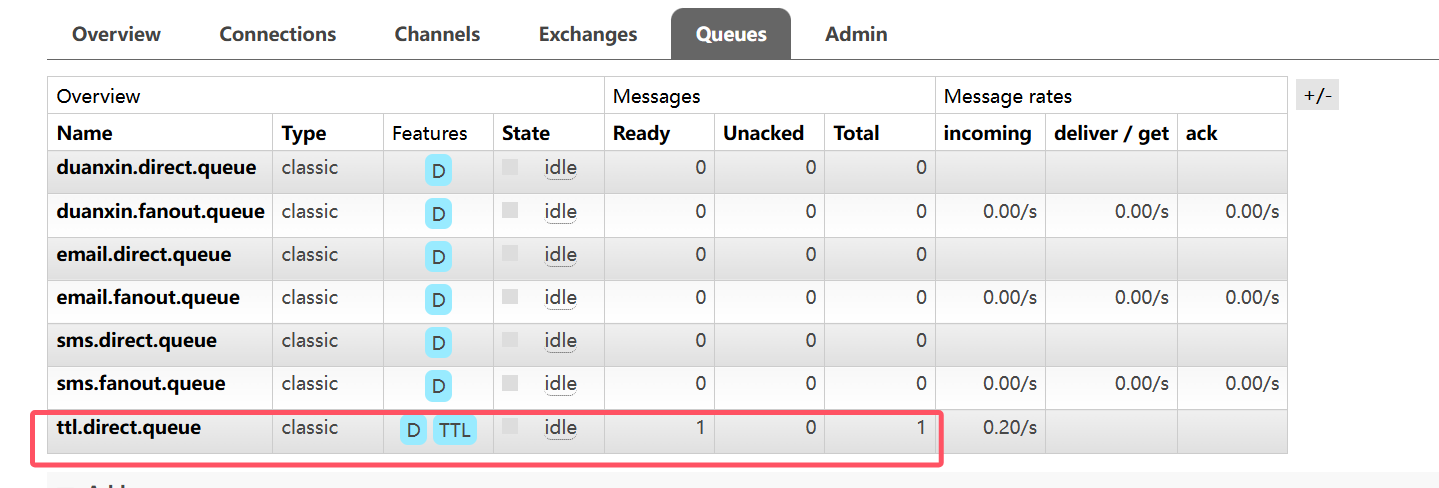 Overview Connections Channels Exchanges Queues Admin
Overview Messages Message rates +/-
Name Type Features State Ready Unacked Total incoming deliver / get ack
duanxin.direct.queue classic D idle 0 0 0
duanxin.fanout.queue classic D idle 0 0 0 0.00/s 0.00/s 0.00/s
email.direct.queue classic D idle 0 0 0
email.fanout.queue classic D idle 0 0 0 0.00/s 0.00/s 0.00/s
sms.direct.queue classic D idle 0 0 0
sms.fanout.queue classic D idle 0 0 0 0.00/s 0.00/s 0.00/s
ttl.direct.queue classic D TTL idle 1 0 1 0.20/s